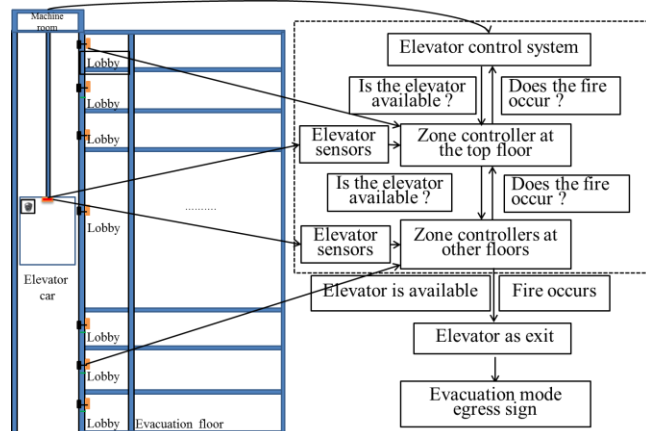 Machine
room
Lobby
Lobby
Lobby
Lobby
..........
Elevator
car
Lobby
Lobby
Lobby
Evacuation floor
Elevator control system
Is the elevator
available ?
Does the fire
occur ?
Elevator
sensors
Zone controller at
the top floor
Is the elevator
available ?
Does the fire
occur ?
Elevator
sensors
Zone controllers at
other floors
Elevator is available
Fire occurs
Elevator as exit
Evacuation mode
egress sign